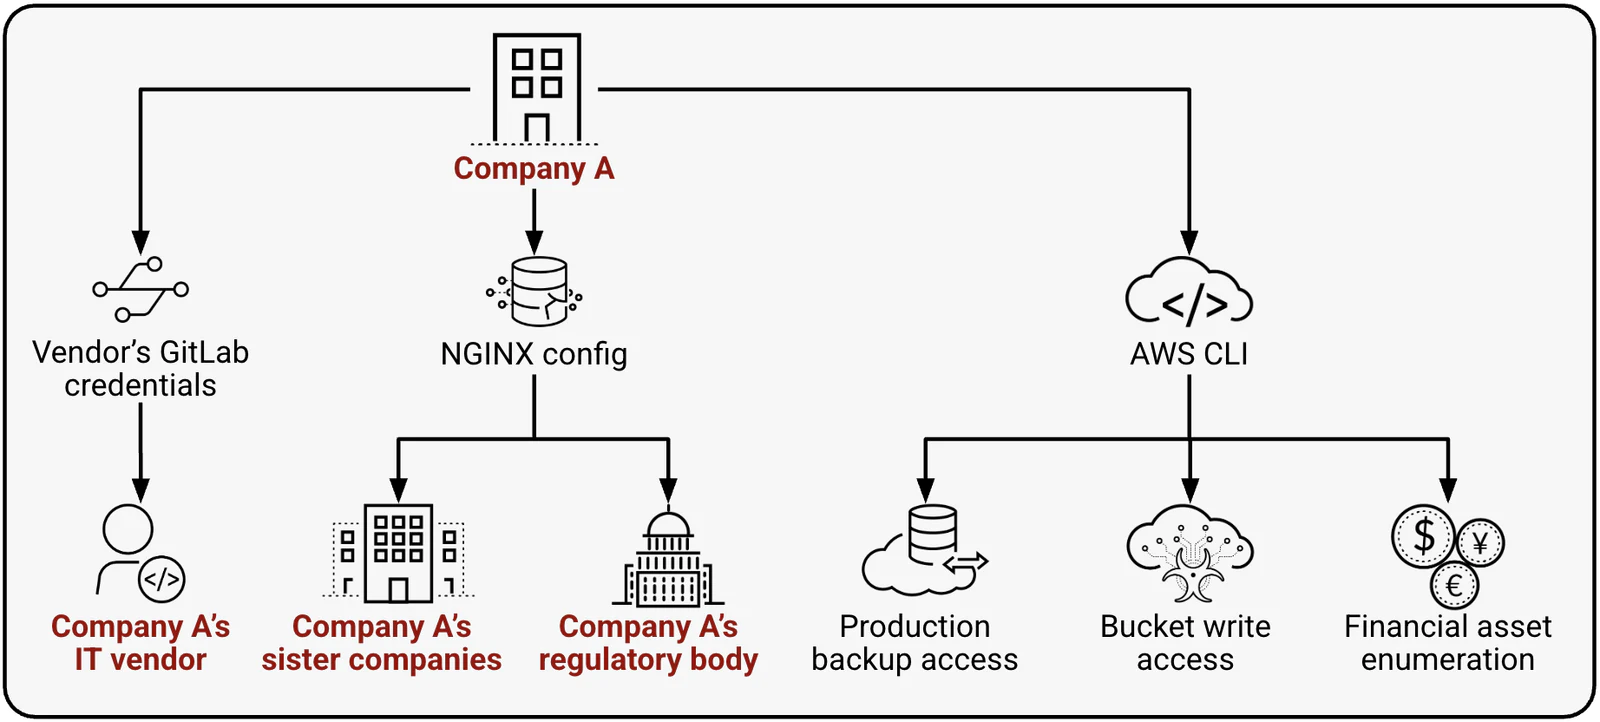 Company A
Vendor’s GitLab
credentials
NGINX config
</>
AWS CLI
</>
Company A’s
IT vendor
Company A’s
sister companies
Company A’s
regulatory body
Production
backup access
Bucket write
access
$
¥
€
Financial asset
enumeration